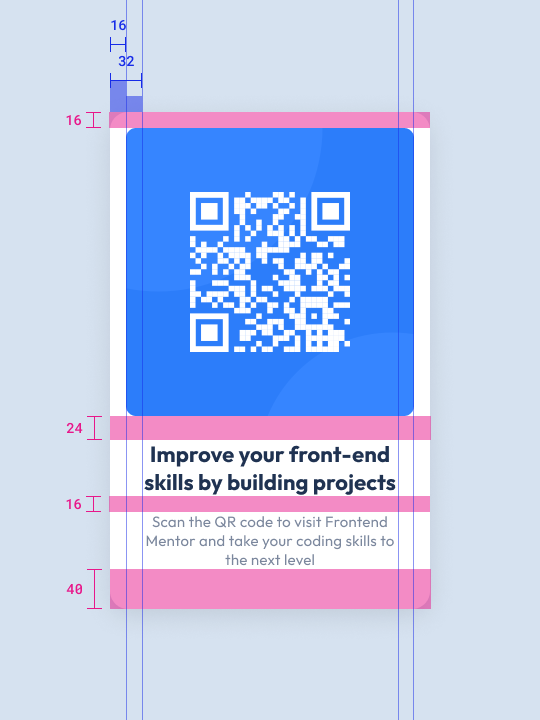 16
32
16
24
Improve your front-end
skills by building projects
16
Scan the QR code to visit Frontend
Mentor and take your coding skills to
the next level
40